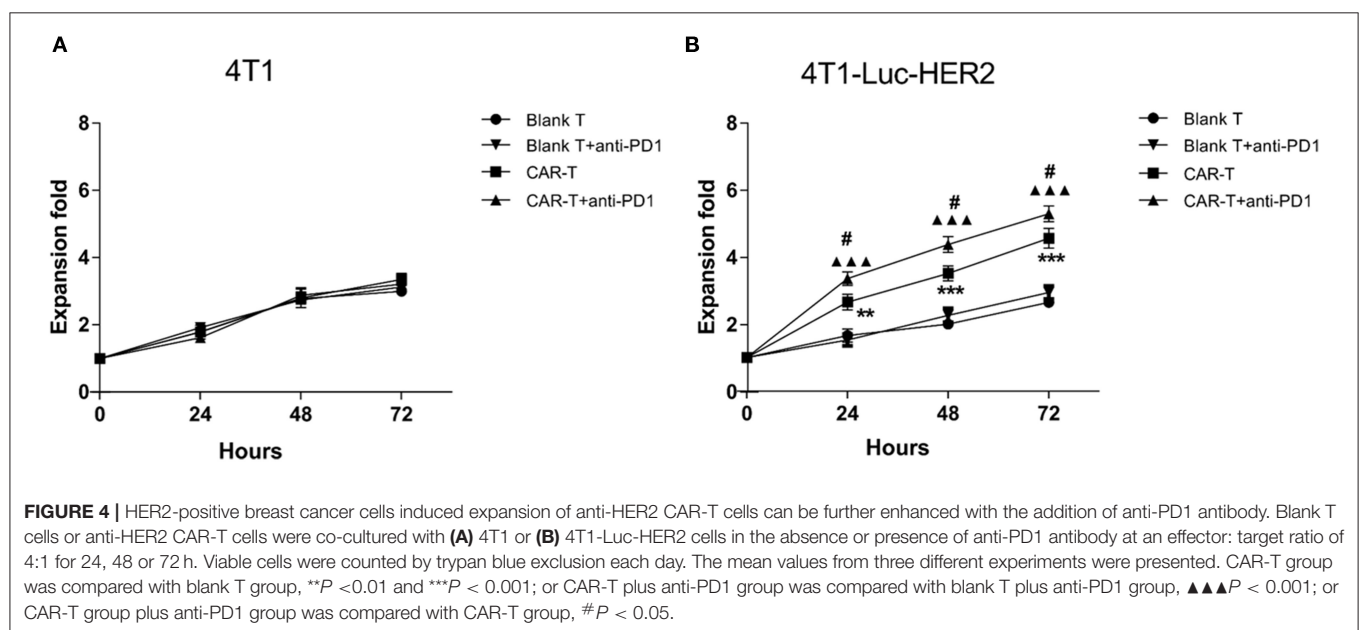 A
4T1
8
6
4
2
0
Expansion fold
0 24 48 72
Hours
Blank T
Blank T+anti-PD1
CAR-T
CAR-T+anti-PD1
B
4T1-Luc-HER2
8
6
4
2
0
Expansion fold
# # #
▲▲▲ ▲▲▲ ▲▲▲
** *** ***
0 24 48 72
Hours
Blank T
Blank T+anti-PD1
CAR-T
CAR-T+anti-PD1
FIGURE 4 | HER2-positive breast cancer cells induced expansion of anti-HER2 CAR-T cells can be further enhanced with the addition of anti-PD1 antibody. Blank T
cells or anti-HER2 CAR-T cells were co-cultured with (A) 4T1 or (B) 4T1-Luc-HER2 cells in the absence or presence of anti-PD1 antibody at an effector: target ratio of
4:1 for 24, 48 or 72 h. Viable cells were counted by trypan blue exclusion each day. The mean values from three different experiments were presented. CAR-T group
was compared with blank T group, **P <0.01 and ***P < 0.001; or CAR-T plus anti-PD1 group was compared with blank T plus anti-PD1 group, ▲▲▲P < 0.001; or
CAR-T group plus anti-PD1 group was compared with CAR-T group, #P < 0.05.